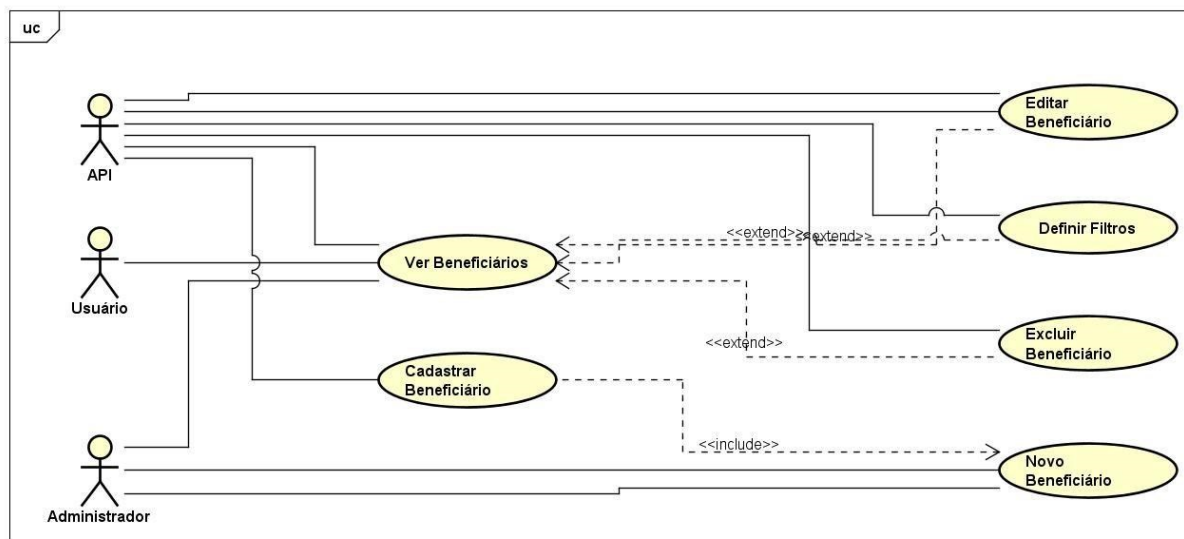 uc
Editar
Beneficiário
API
Definir Filtros
<<extend>>
<<extend>>
Ver Beneficiários
Usuário
<<extend>>
Excluir
Beneficiário
Cadastrar
Beneficiário
<<include>>
Novo
Beneficiário
Administrador